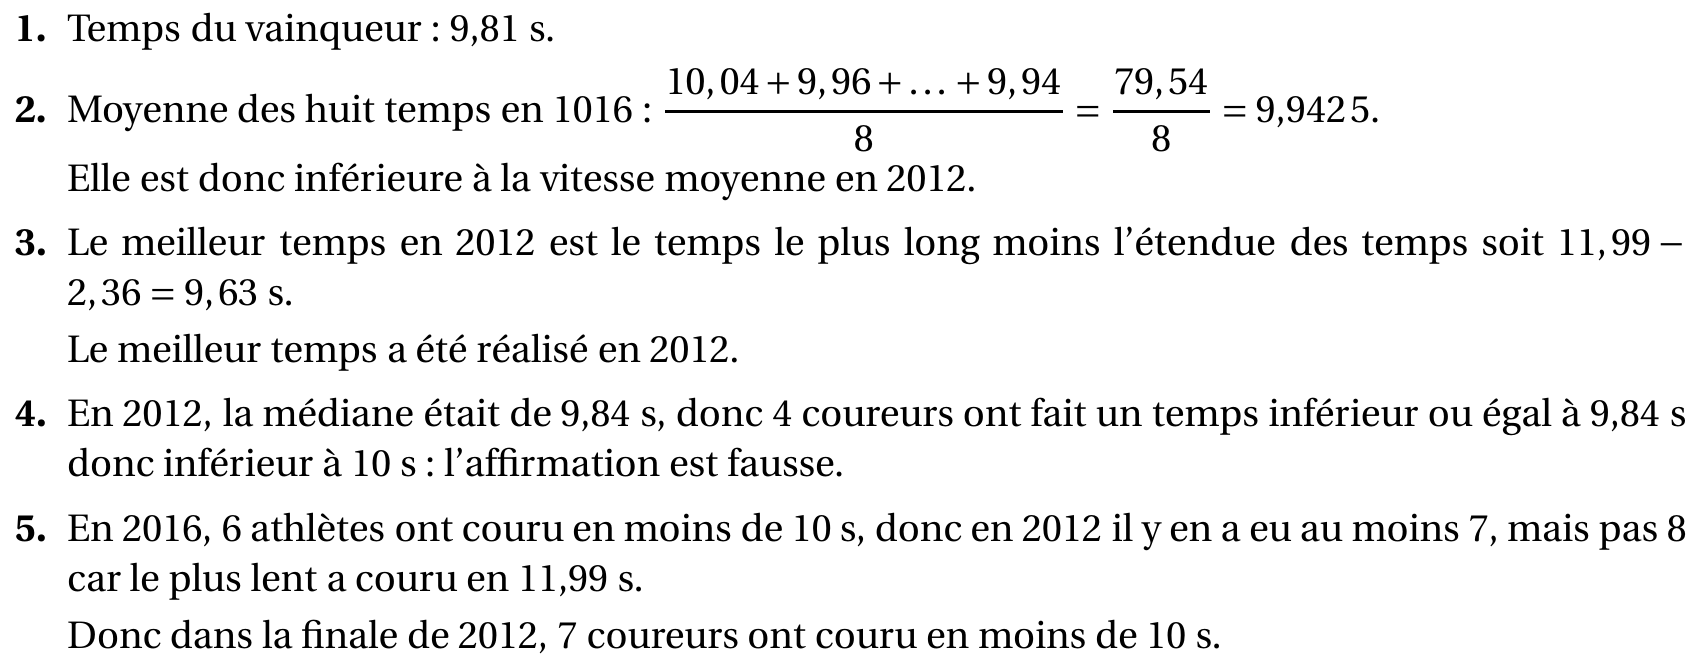 1. Temps du vainqueur : 9,81 s.
2. Moyenne des huit temps en 1016 : \frac{10,04 + 9,96 + ... + 9,94}{8} = \frac{79,54}{8} = 9,942 5.
Elle est donc inférieure à la vitesse moyenne en 2012.
3. Le meilleur temps en 2012 est le temps le plus long moins l'étendue des temps soit 11,99 −
2,36 = 9,63 s.
Le meilleur temps a été réalisé en 2012.
4. En 2012, la médiane était de 9,84 s, donc 4 coureurs ont fait un temps inférieur ou égal à 9,84 s
donc inférieur à 10 s : l'affirmation est fausse.
5. En 2016, 6 athlètes ont couru en moins de 10 s, donc en 2012 il y en a eu au moins 7, mais pas 8
car le plus lent a couru en 11,99 s.
Donc dans la finale de 2012, 7 coureurs ont couru en moins de 10 s.